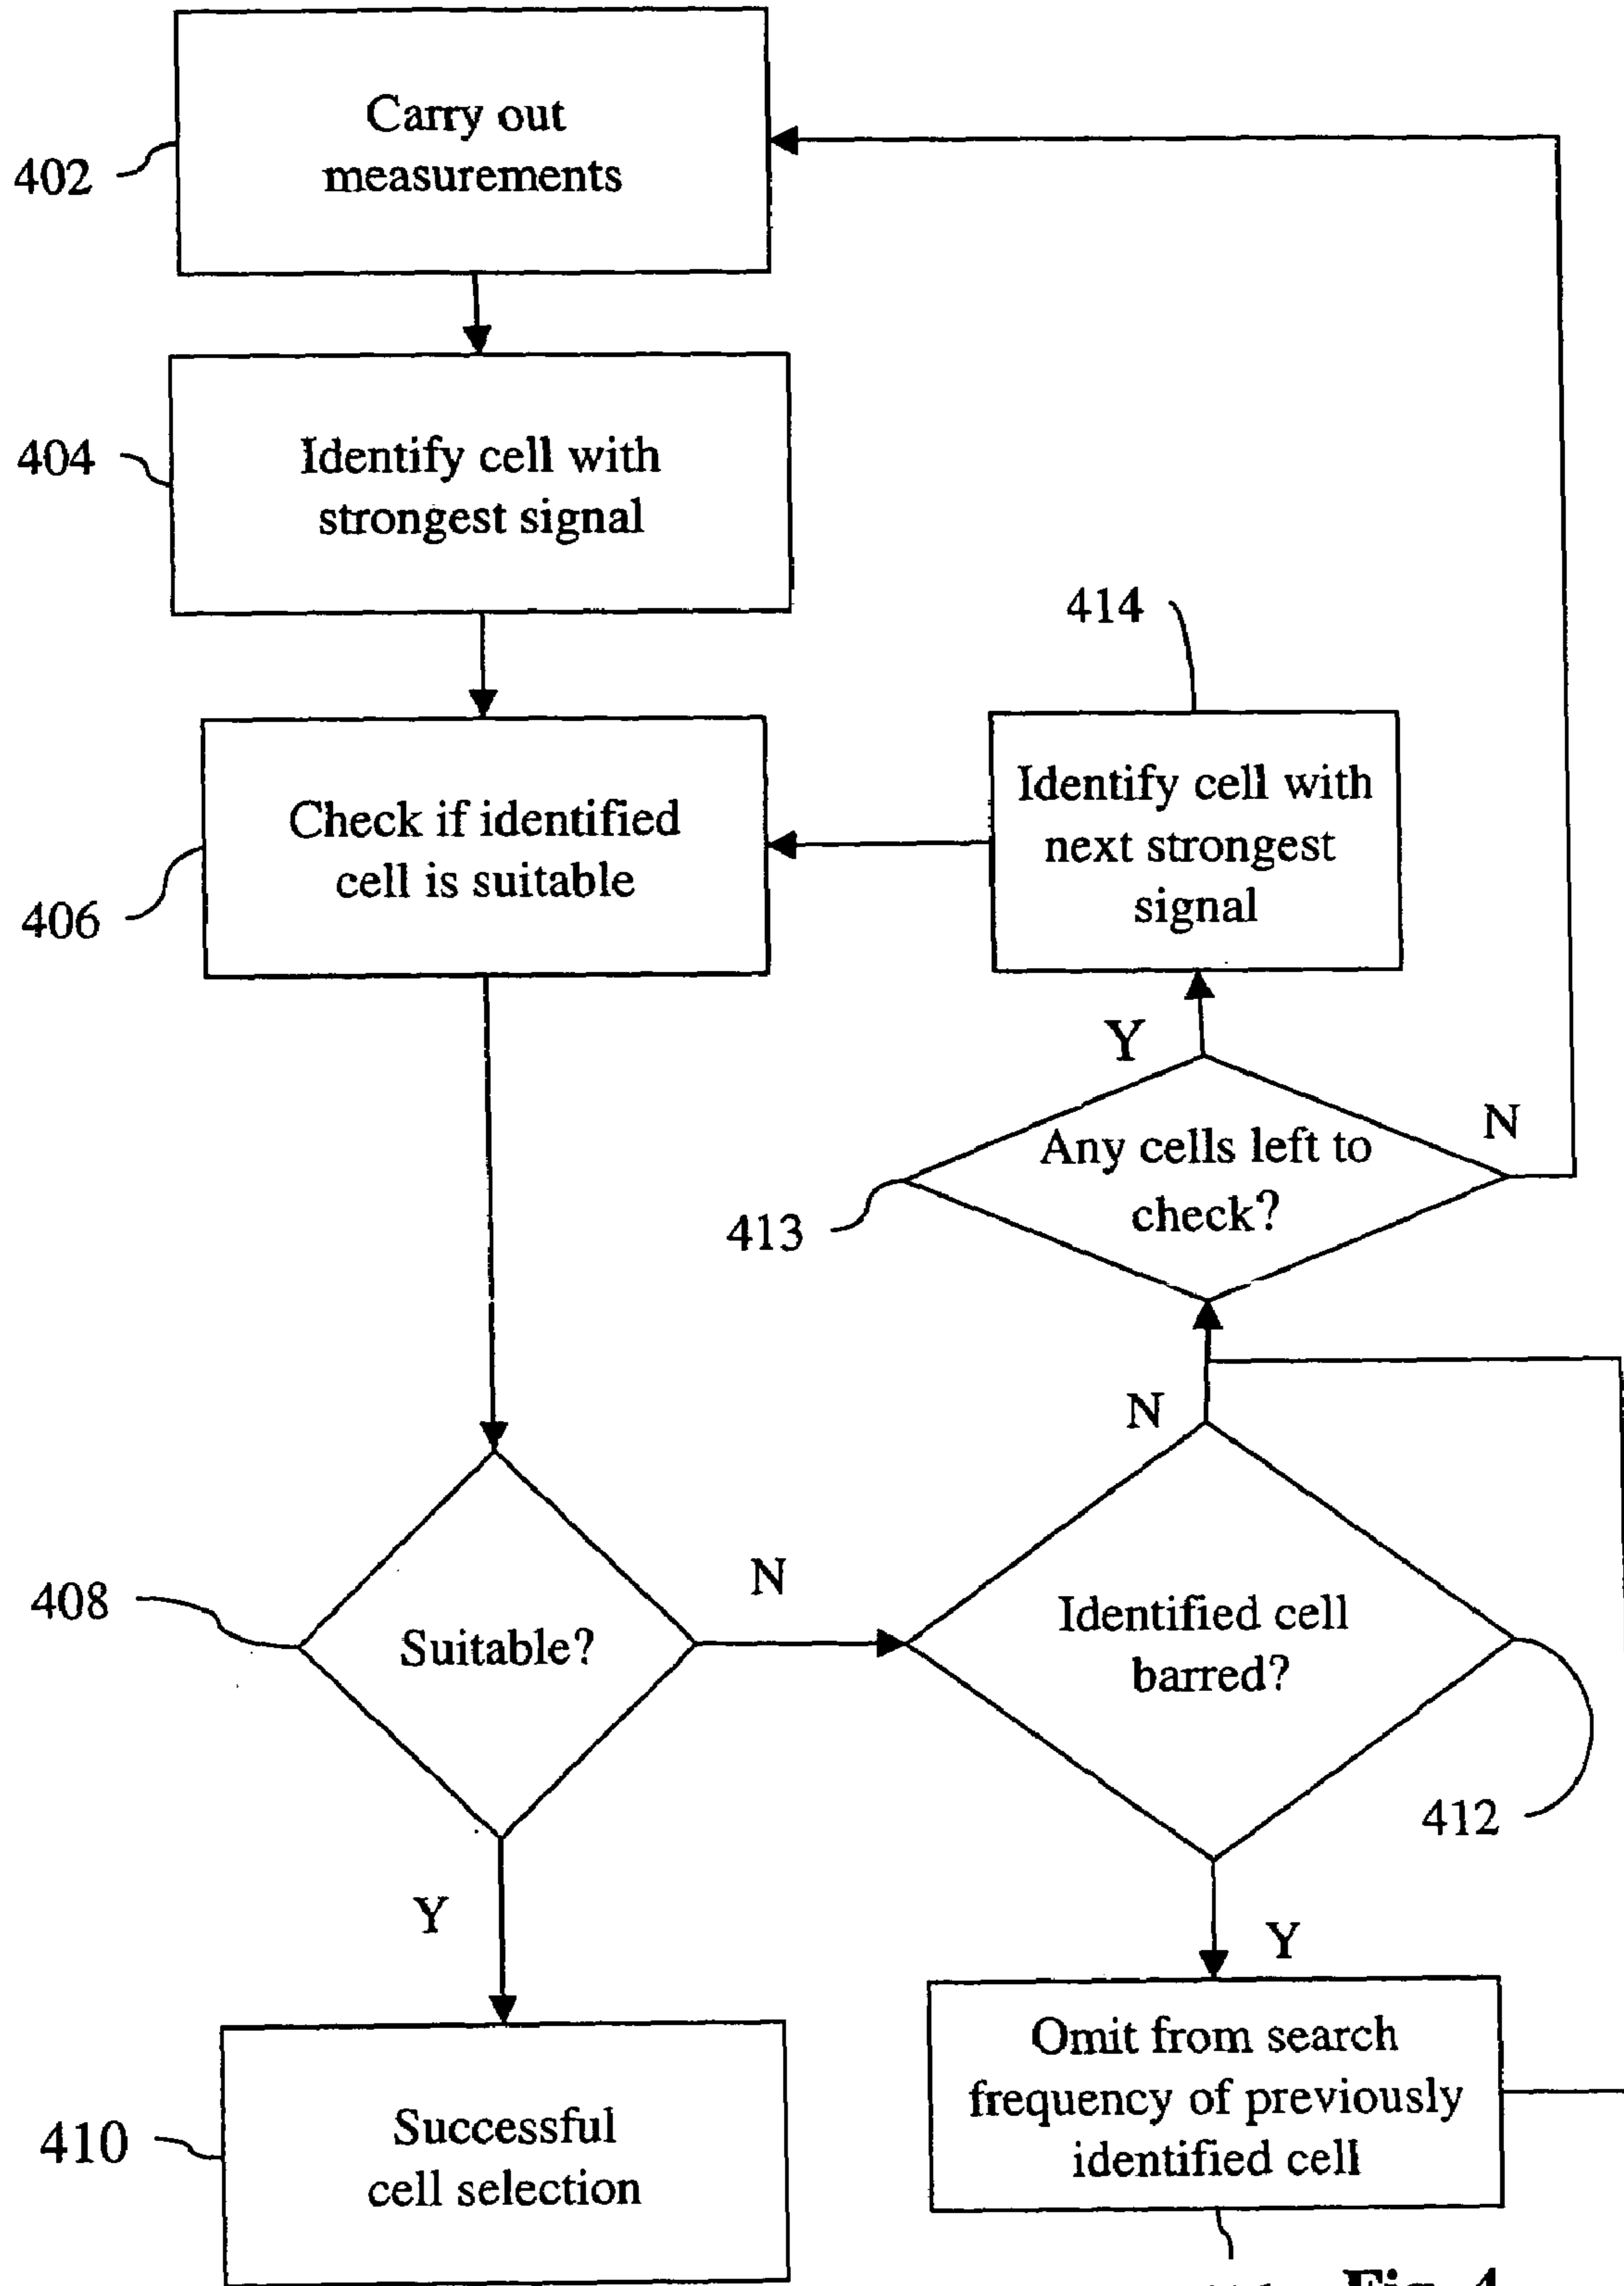 Carry out
measurements
402
Identify cell with
strongest signal
404
414
Identify cell with
next strongest
signal
Check if identified
cell is suitable
406
Y
N
Any cells left to
check?
413
N
408
Suitable?
N
Identified cell
barred?
412
Y
Y
Omit from search
frequency of previously
identified cell
410
Successful
cell selection
Fig. 4